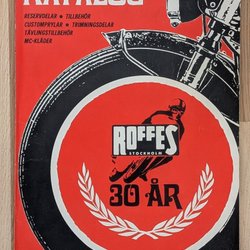 KATALOG
RESERVDELAR ★ TILLBEHÖR
CUSTOMPRYLAR ★ TRIMNINGSDELAR
TÄVLINGSTILLBEHÖR
MC-KLÄDER
ROFFES
STOCKHOLM
30 ÅR